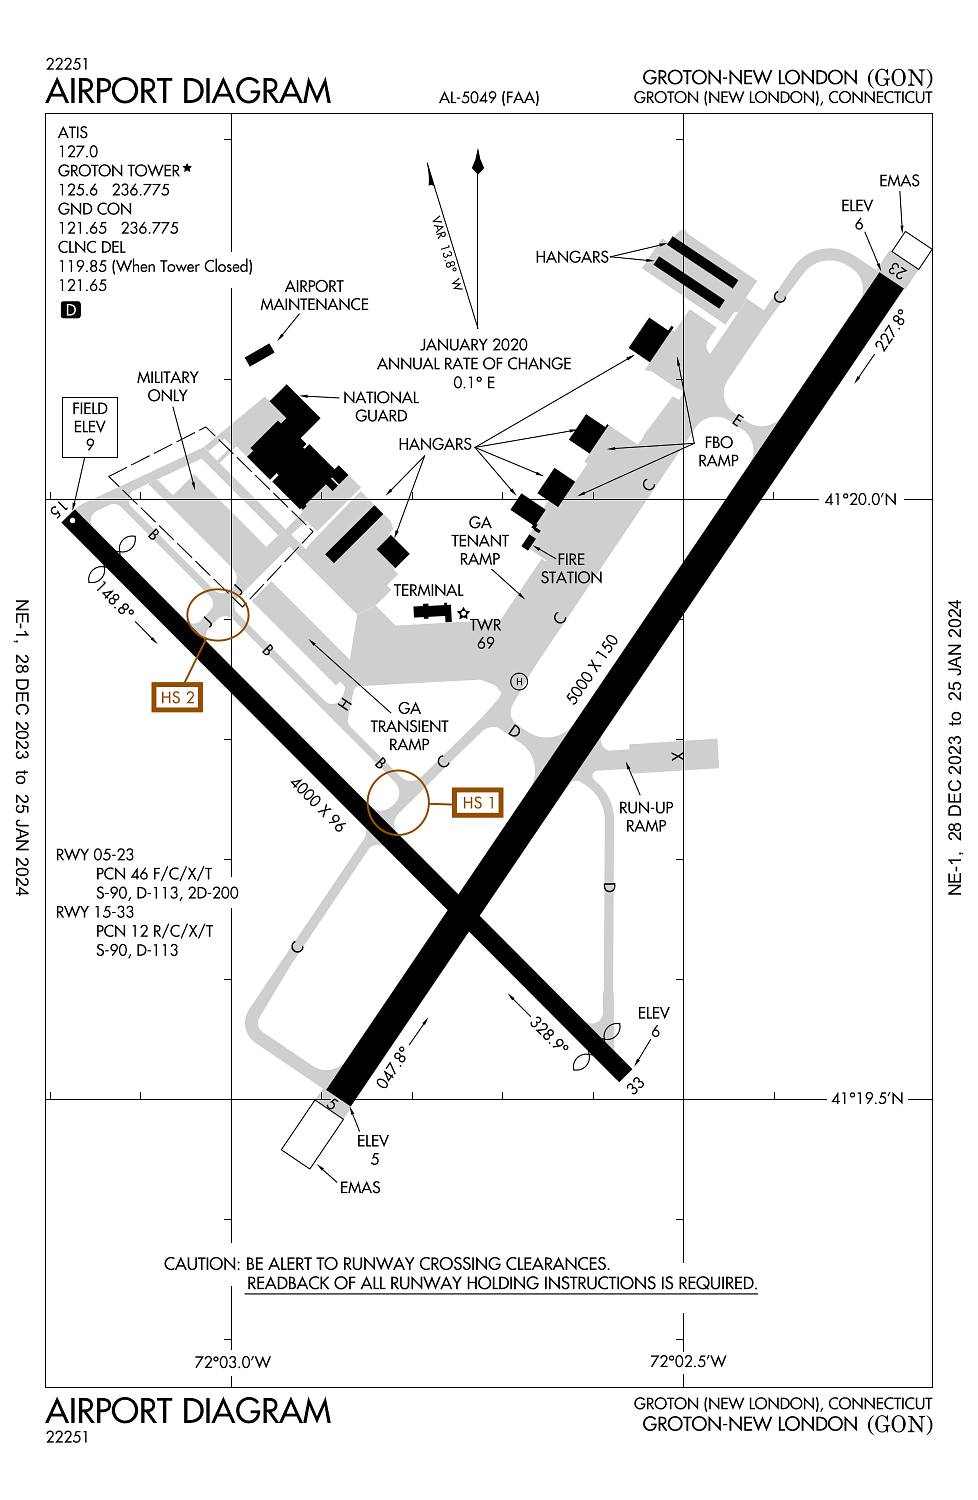 22251
AIRPORT DIAGRAM
AL-5049 (FAA)
GROTON-NEW LONDON (GON)
GROTON (NEW LONDON), CONNECTICUT
ATIS
127.0
GROTON TOWER★
125.6 236.775
GND CON
121.65 236.775
CLNC DEL
119.85 (When Tower Closed)
121.65
D
VAR 13.8° W
JANUARY 2020
ANNUAL RATE OF CHANGE
0.1° E
EMAS
ELEV
6
23
227.8°
HANGARS
C
AIRPORT
MAINTENANCE
MILITARY
ONLY
NATIONAL
GUARD
FIELD
ELEV
9
HANGARS
E
FBO
RAMP
C
41°20.0'N
15
B
GA
TENANT
RAMP
FIRE
STATION
148.8°
J
J
TERMINAL
TWR
69
C
B
HS 2
H
5000 X 150
H
GA
TRANSIENT
RAMP
D
X
B
C
RUN-UP
RAMP
HS 1
4000 X 96
RWY 05-23
PCN 46 F/C/X/T
S-90, D-113, 2D-200
RWY 15-33
PCN 12 R/C/X/T
S-90, D-113
D
C
328.9°
ELEV
6
047.8°
33
5
41°19.5'N
ELEV
5
EMAS
CAUTION: BE ALERT TO RUNWAY CROSSING CLEARANCES.
READBACK OF ALL RUNWAY HOLDING INSTRUCTIONS IS REQUIRED.
72°03.0'W
72°02.5'W
NE-1, 28 DEC 2023 to 25 JAN 2024
NE-1, 28 DEC 2023 to 25 JAN 2024
AIRPORT DIAGRAM
22251
GROTON (NEW LONDON), CONNECTICUT
GROTON-NEW LONDON (GON)